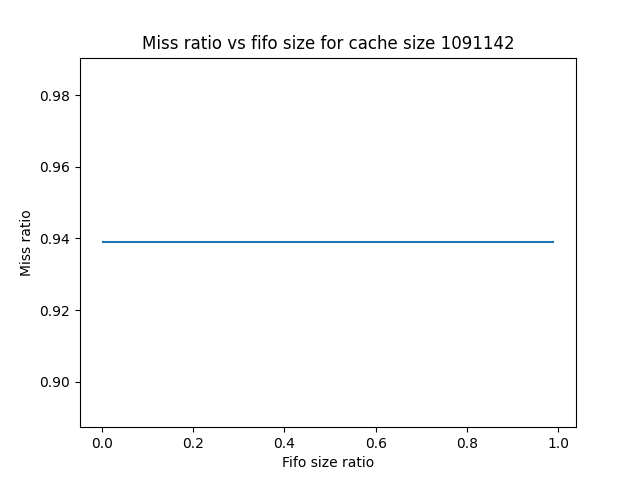 Miss ratio vs fifo size for cache size 1091142
0.98
0.96
0.94
0.92
0.90
Miss ratio
0.0 0.2 0.4 0.6 0.8 1.0
Fifo size ratio